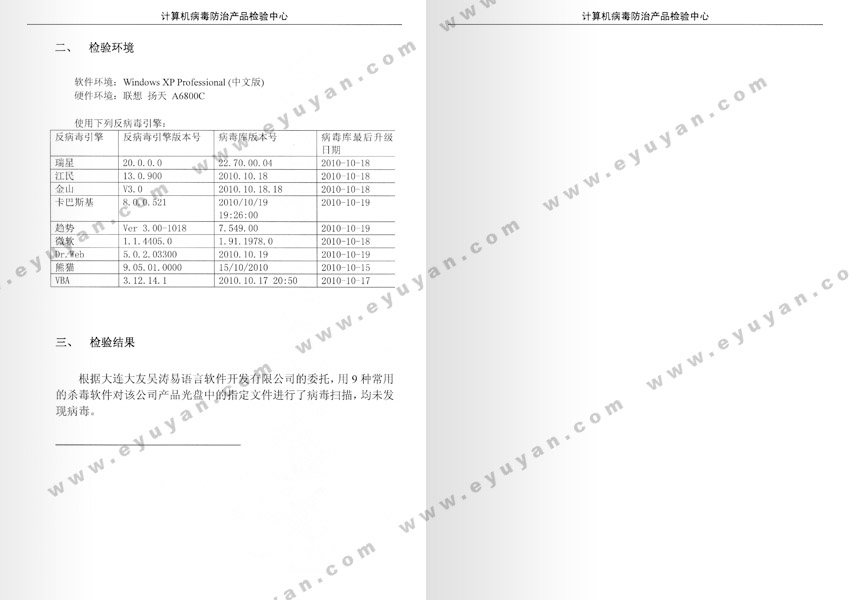 计算机病毒防治产品检验中心
二、 检验环境
软件环境：Windows XP Professional (中文版)
硬件环境：联想 扬天 A6800C
使用下列反病毒引擎：
反病毒引擎 反病毒引擎版本号 病毒库版本号 病毒库最后升级日期
瑞星 20.0.0.0 22.70.00.04 2010-10-18
江民 13.0.900 2010.10.18 2010-10-18
金山 V3.0 2010.10.18.18 2010-10-18
卡巴斯基 8.0.0.521 2010/10/19 19:26:00 2010-10-19
趋势 Ver 3.00-1018 7.549.00 2010-10-19
微软 1.1.4405.0 1.91.1978.0 2010-10-18
Dr.Web 5.0.2.03300 2010.10.19 2010-10-19
熊猫 9.05.01.0000 15/10/2010 2010-10-15
VBA 3.12.14.1 2010.10.17 20:50 2010-10-17
三、 检验结果
根据大连大友吴涛易语言软件开发有限公司的委托，用 9 种常用
的杀毒软件对该公司产品光盘中的指定文件进行了病毒扫描，均未发
现病毒。
计算机病毒防治产品检验中心
www.eyuyan.com
www.eyuyan.com
www.eyuyan.com
www.eyuyan.com
www.eyuyan.com